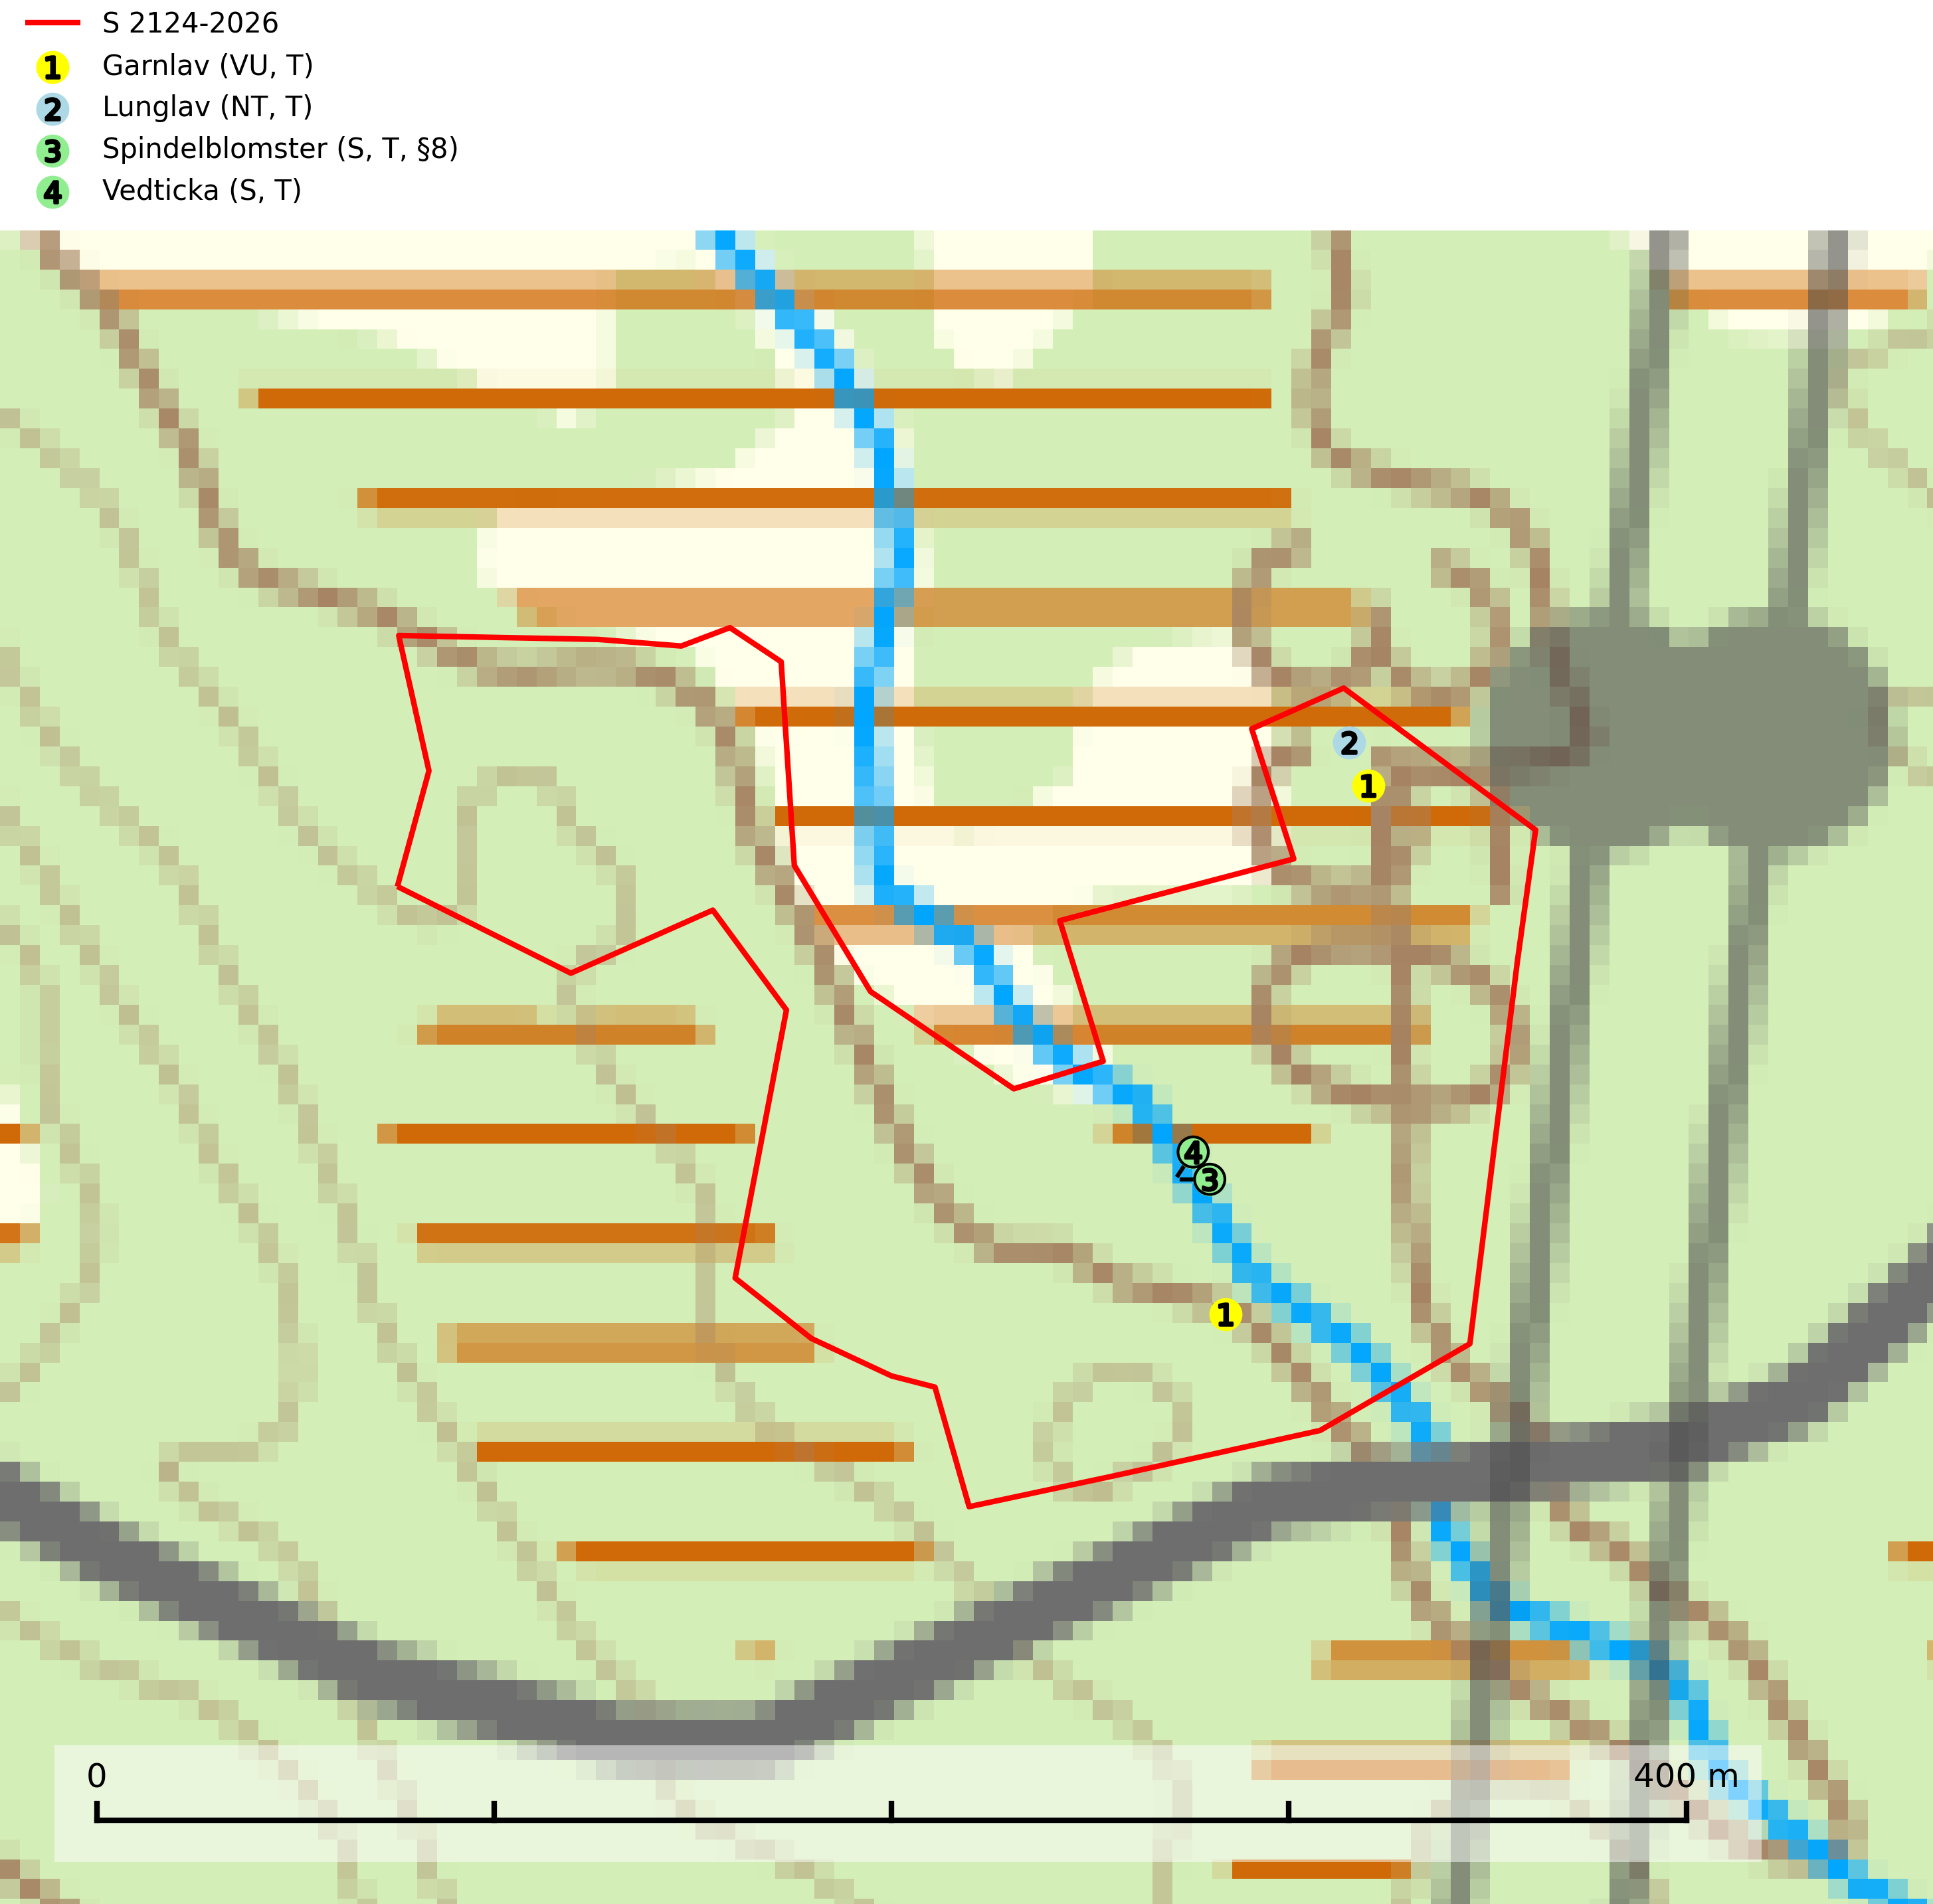 S 2124-2026
1 Garnlav (VU, T)
2 Lunglav (NT, T)
3 Spindelblomster (S, T, §8)
4 Vedticka (S, T)
2
1
4
3
1
0 400 m